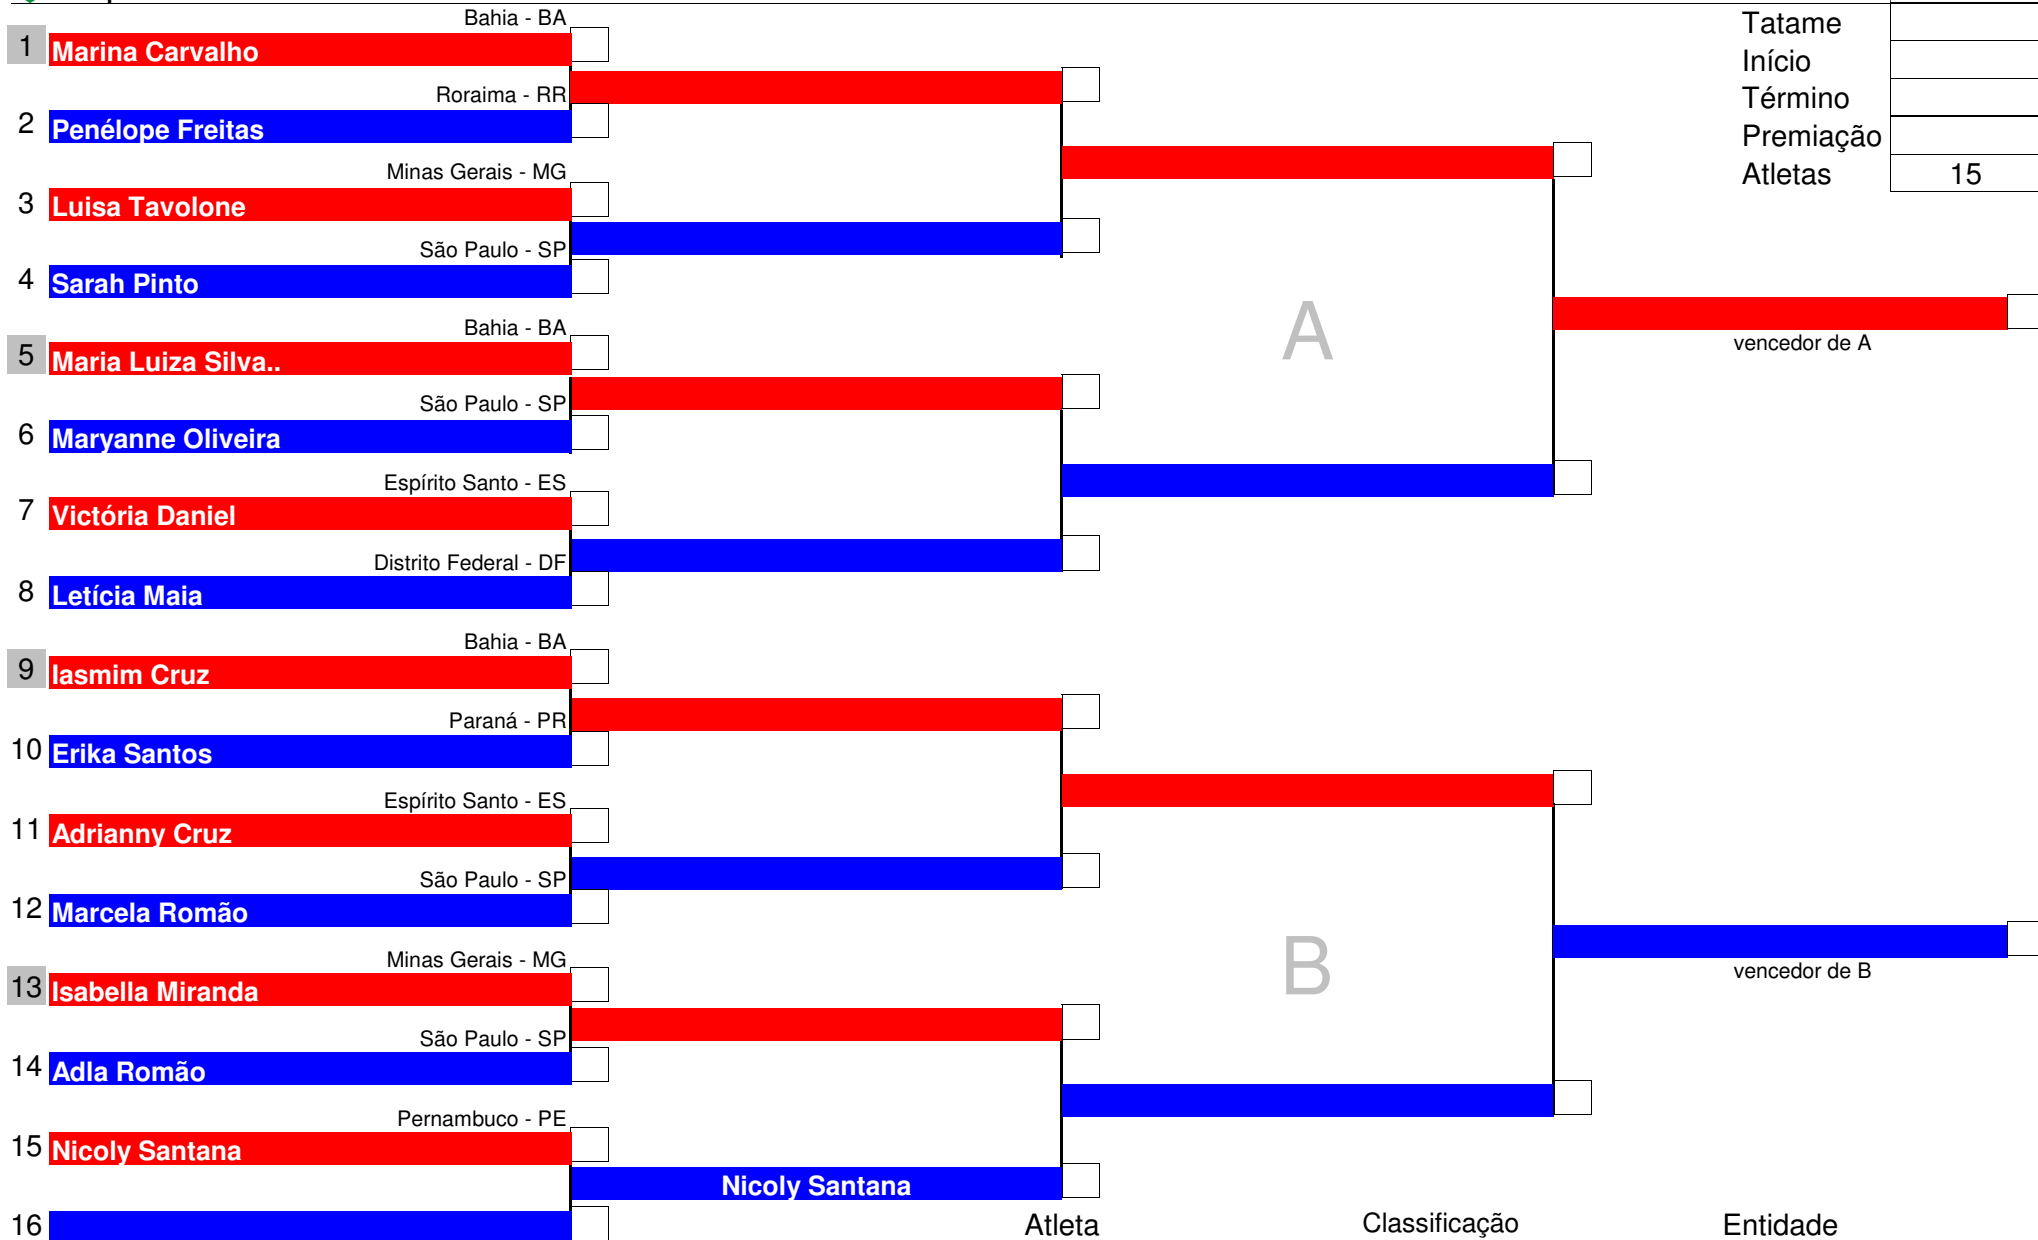 Bahia - BA
1 Marina Carvalho
Roraima - RR
2 Penélope Freitas
Minas Gerais - MG
3 Luisa Tavolone
São Paulo - SP
4 Sarah Pinto
Bahia - BA
5 Maria Luiza Silva..
São Paulo - SP
6 Maryanne Oliveira
Espírito Santo - ES
7 Victória Daniel
Distrito Federal - DF
8 Letícia Maia
A
vencedor de A
Bahia - BA
9 Iasmim Cruz
Paraná - PR
10 Erika Santos
Espírito Santo - ES
11 Adrianny Cruz
São Paulo - SP
12 Marcela Romão
Minas Gerais - MG
13 Isabella Miranda
São Paulo - SP
14 Adla Romão
Pernambuco - PE
15 Nicoly Santana
Nicoly Santana
16
B
vencedor de B
Tatame
Início
Término
Premiação
Atletas 15
Atleta Classificação Entidade